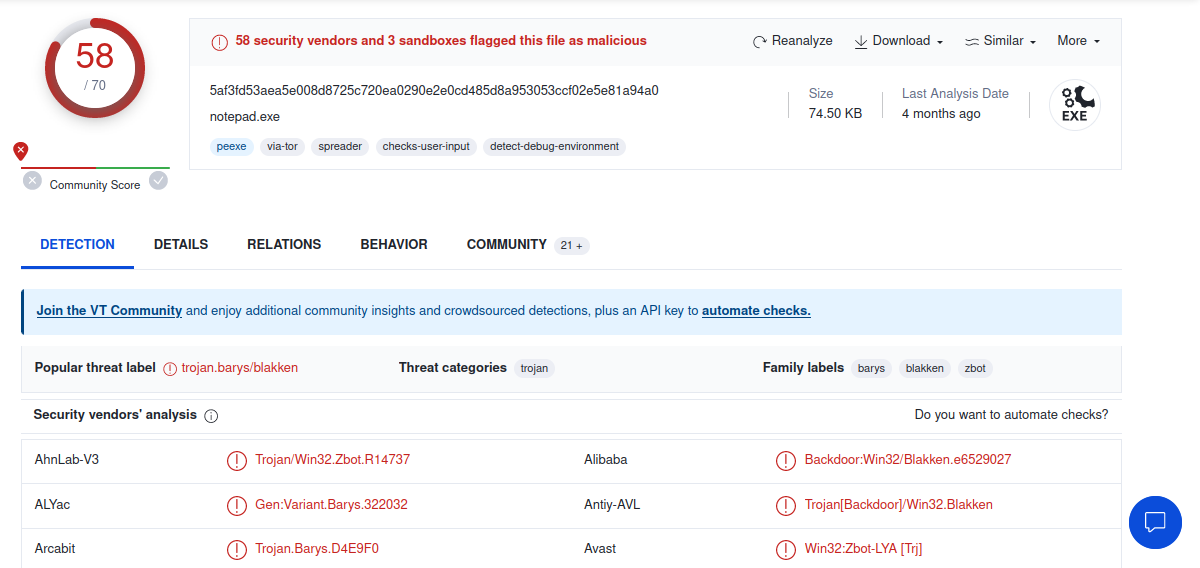 58
/ 70
Community Score
58 security vendors and 3 sandboxes flagged this file as malicious
Reanalyze
Download
Similar
More
5af3fd53aea5e008d8725c720ea0290e2e0cd485d8a953053ccf02e5e81a94a0
notepad.exe
peexe
via-tor
spreader
checks-user-input
detect-debug-environment
Size
74.50 KB
Last Analysis Date
4 months ago
EXE
DETECTION
DETAILS
RELATIONS
BEHAVIOR
COMMUNITY
21 +
Join the VT Community and enjoy additional community insights and crowdsourced detections, plus an API key to automate checks.
Popular threat label trojan.barys/blakken
Threat categories trojan
Family labels barys blakken zbot
Security vendors' analysis
Do you want to automate checks?
AhnLab-V3 Trojan/Win32.Zbot.R14737 Alibaba Backdoor:Win32/Blakken.e6529027
ALYac Gen:Variant.Barys.322032 Antiy-AVL Trojan[Backdoor]/Win32.Blakken
Arcabit Trojan.Barys.D4E9F0 Avast Win32:Zbot-LYA [Trj]